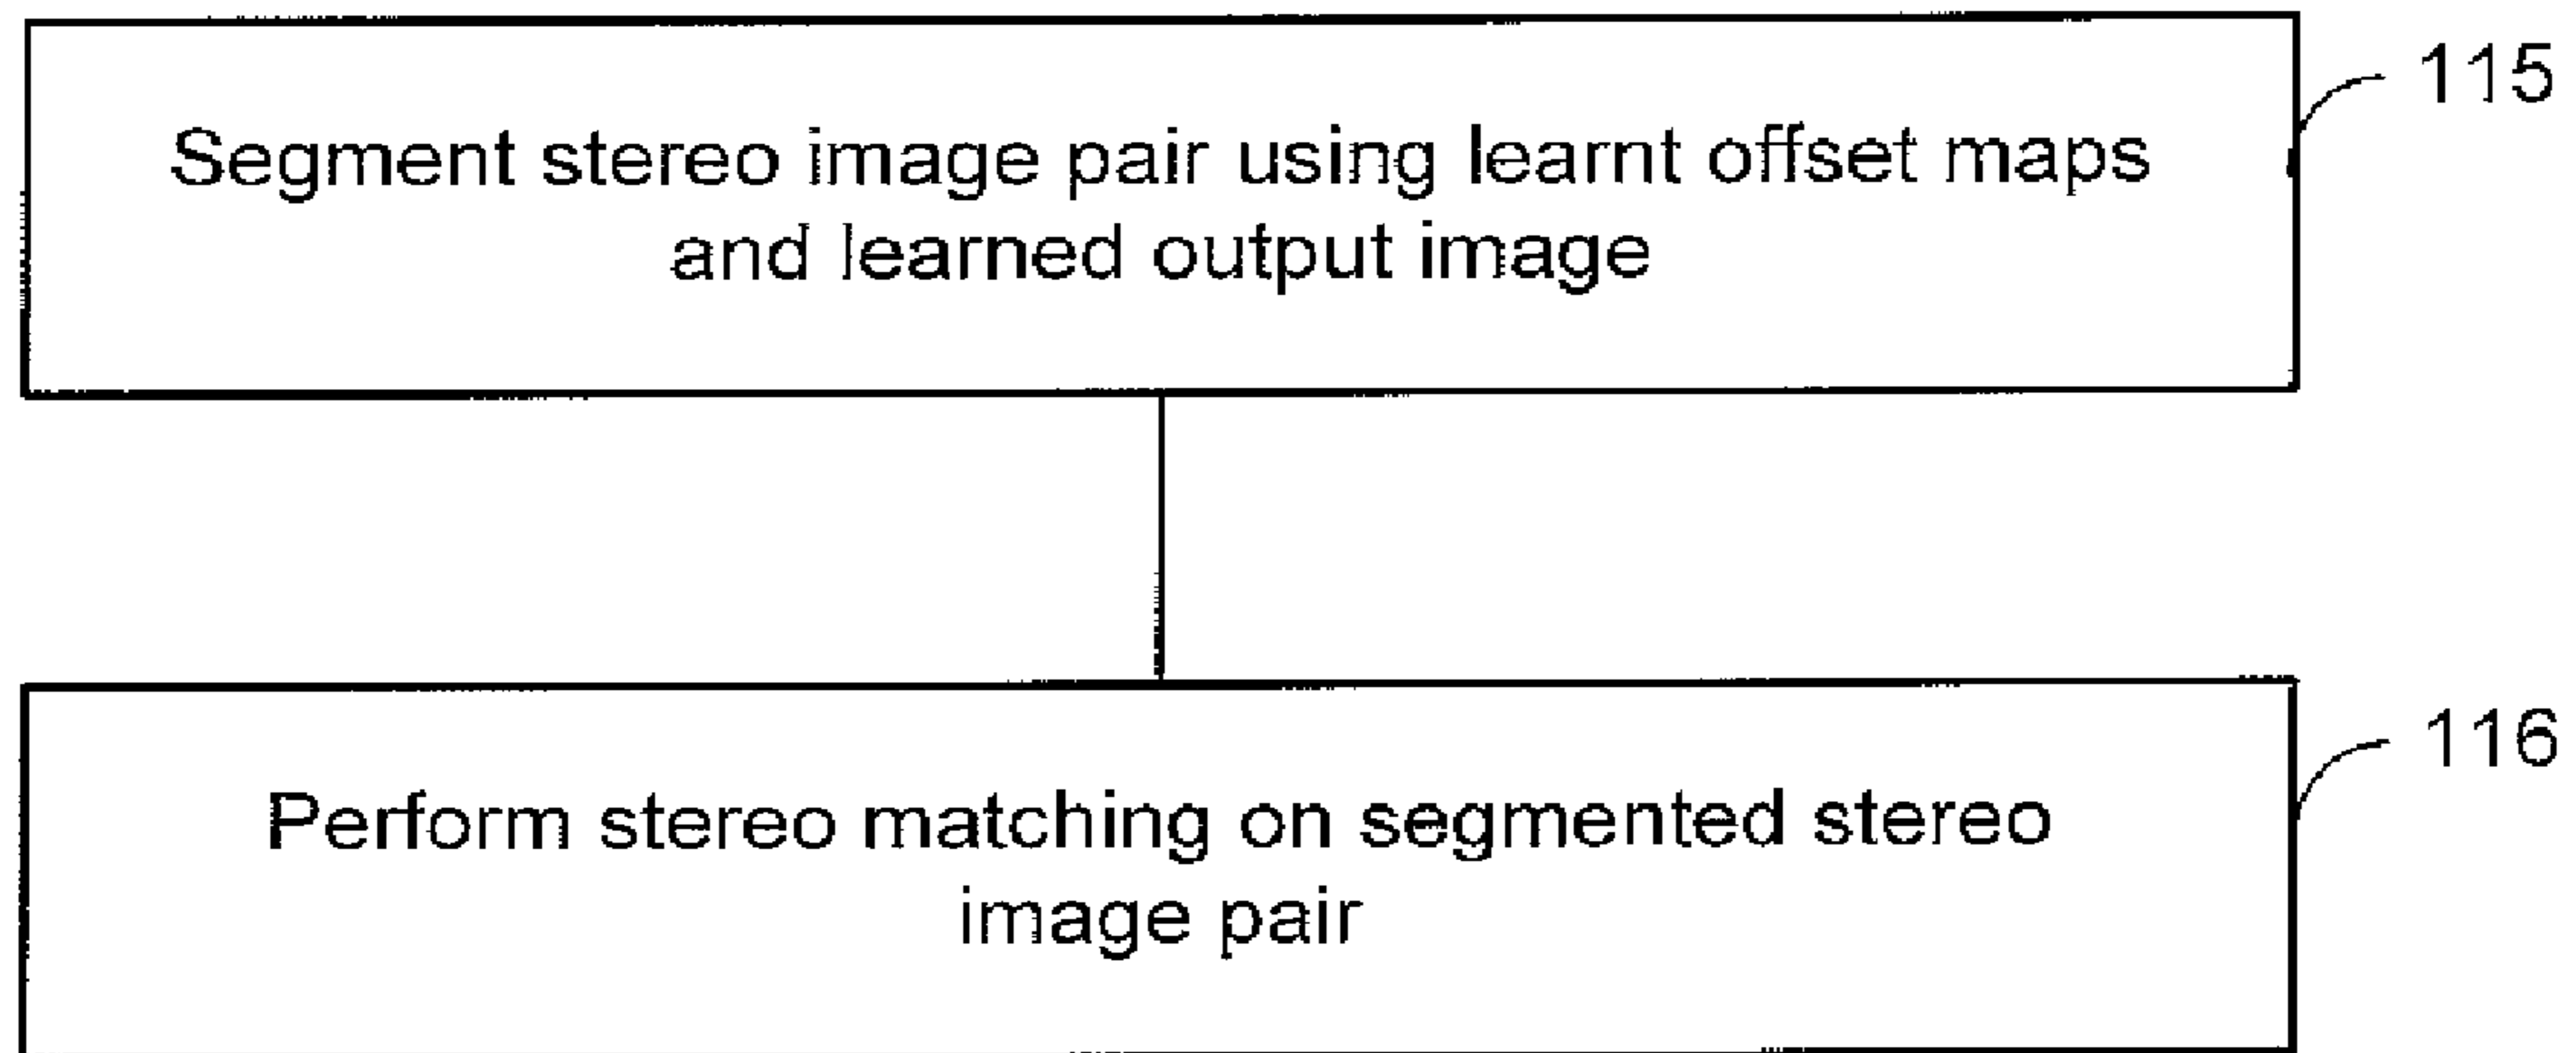 115
Segment stereo image pair using learnt offset maps
and learned output image
116
Perform stereo matching on segmented stereo
image pair